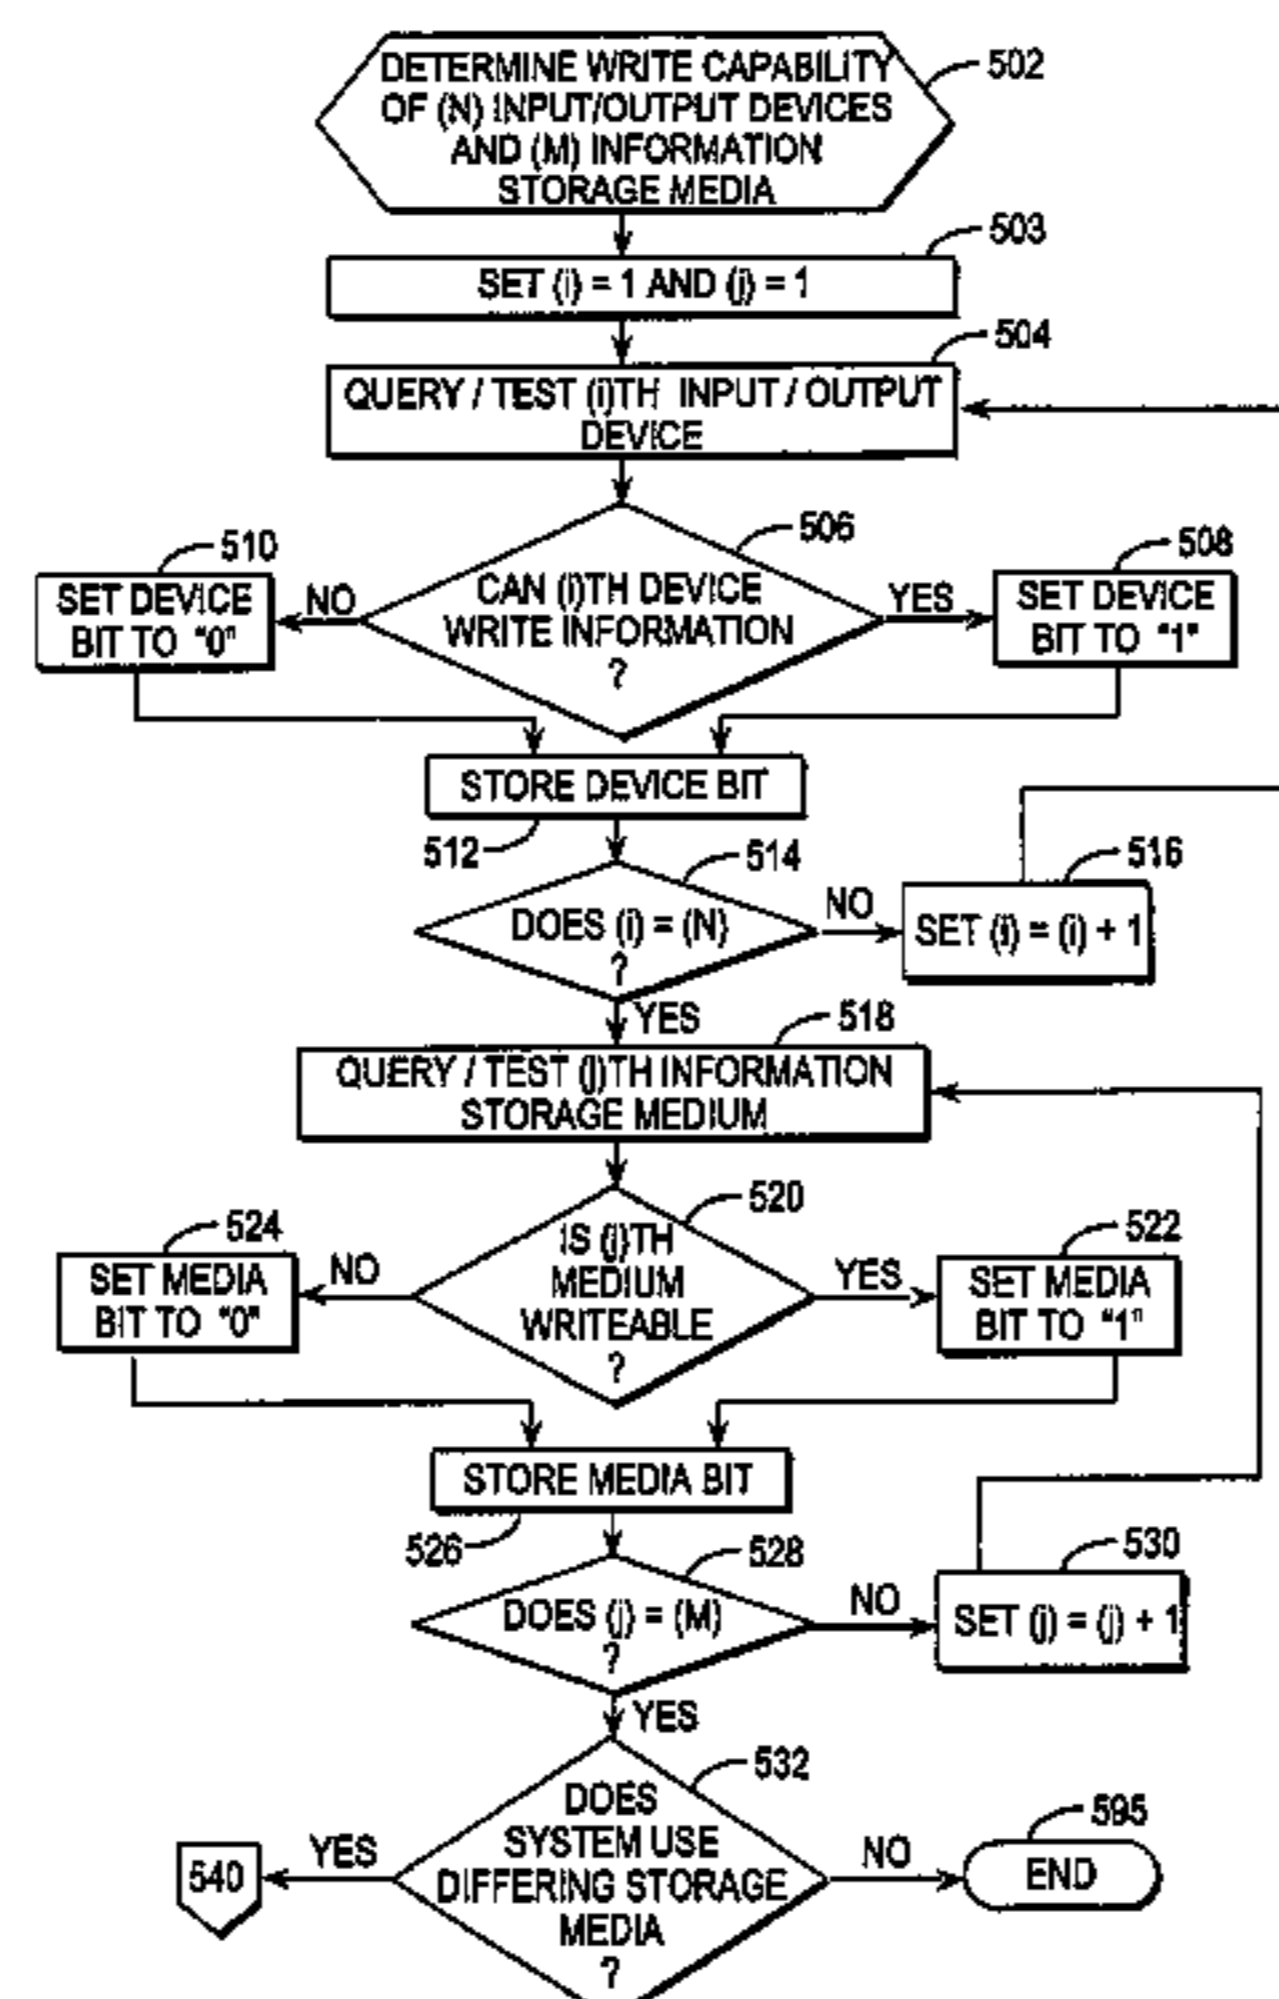 DETERMINE WRITE CAPABILITY
OF (N) INPUT/OUTPUT DEVICES
AND (M) INFORMATION
STORAGE MEDIA
502
503
SET (i) = 1 AND (j) = 1
504
QUERY / TEST (i)TH INPUT / OUTPUT
DEVICE
506
510
508
SET DEVICE
BIT TO "0"
NO
CAN (i)TH DEVICE
WRITE INFORMATION
?
YES
SET DEVICE
BIT TO "1"
STORE DEVICE BIT
512
514
516
DOES (i) = (N)
?
NO
SET (i) = (i) + 1
YES
518
QUERY / TEST (j)TH INFORMATION
STORAGE MEDIUM
520
524
522
SET MEDIA
BIT TO "0"
NO
IS (j)TH
MEDIUM
WRITEABLE
?
YES
SET MEDIA
BIT TO "1"
STORE MEDIA BIT
526
528
530
DOES (j) = (M)
?
NO
SET (j) = (j) + 1
YES
532
595
540
YES
DOES
SYSTEM USE
DIFFERING STORAGE
MEDIA
?
NO
END